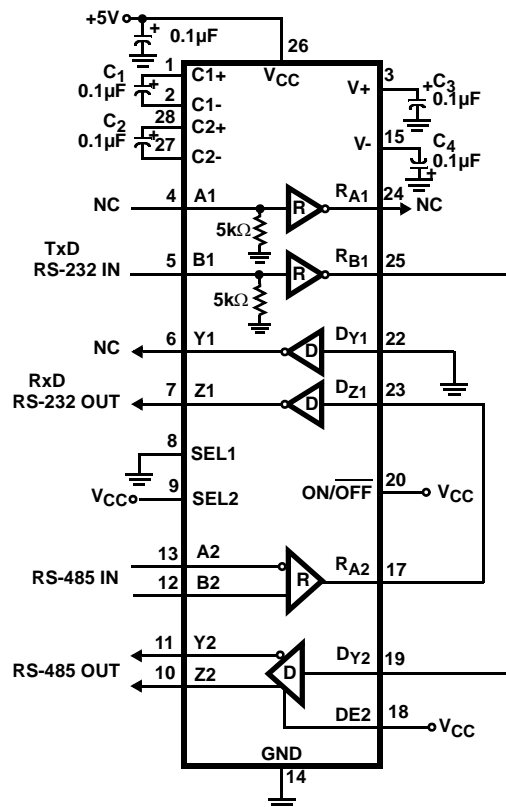 +5V
0.1µF
26
VCC
1
C1+
C1
0.1µF
2
C1-
28
C2+
C2
0.1µF
27
C2-
3
V+
C3
0.1µF
15
V-
C4
0.1µF
NC
4
A1
R
RA1
24
NC
5kΩ
TxD
RS-232 IN
5
B1
R
RB1
25
5kΩ
NC
6
Y1
D
DY1
22
RxD
RS-232 OUT
7
Z1
D
DZ1
23
8
SEL1
VCC
9
SEL2
ON/OFF
20
VCC
RS-485 IN
13
A2
12
B2
R
RA2
17
RS-485 OUT
11
Y2
10
Z2
D
DY2
19
DE2
18
VCC
GND
14